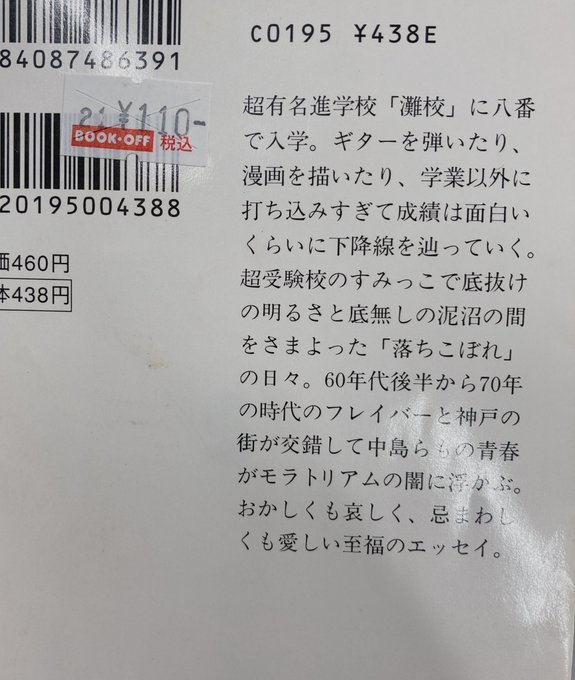 84087486391
C0195 ¥438E
21 ¥110-
BOOK・OFF 税込
20195004388
価460円
本438円
超有名進学校「灘校」に八番
で入学。ギターを弾いたり、
漫画を描いたり、学業以外に
打ち込みすぎて成績は面白い
くらいに下降線を辿っていく。
超受験校のすみっこで底抜け
の明るさと底無しの泥沼の間
をさまよった「落ちこぼれ」
の日々。60年代後半から70年
の時代のフレイバーと神戸の
街が交錯して中島らもの青春
がモラトリアムの闇に浮かぶ。
おかしくも哀しく、忌まわし
くも愛しい至福のエッセイ。